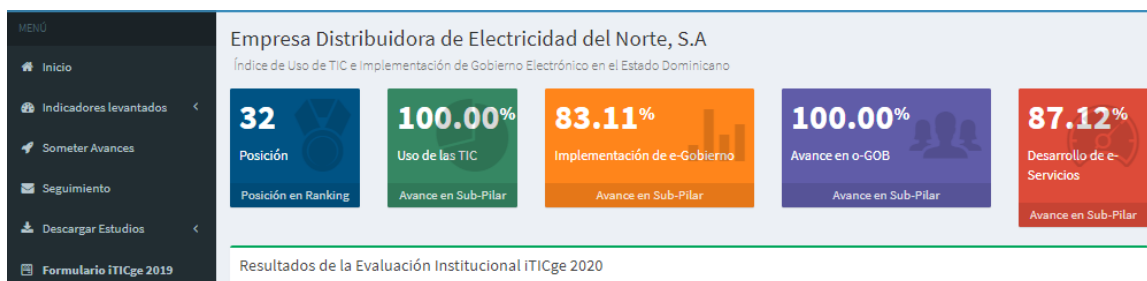 MENÚ
Inicio
Indicadores levantados
Someter Avances
Seguimiento
Descargar Estudios
Formulario iTICge 2019
Empresa Distribuidora de Electricidad del Norte, S.A
Índice de Uso de TIC e Implementación de Gobierno Electrónico en el Estado Dominicano
32
Posición
Posición en Ranking
100.00%
Uso de las TIC
Avance en Sub-Pilar
83.11%
Implementación de e-Gobierno
Avance en Sub-Pilar
100.00%
Avance en o-GOB
Avance en Sub-Pilar
87.12%
Desarrollo de e-
Servicios
Avance en Sub-Pilar
Resultados de la Evaluación Institucional iTICge 2020